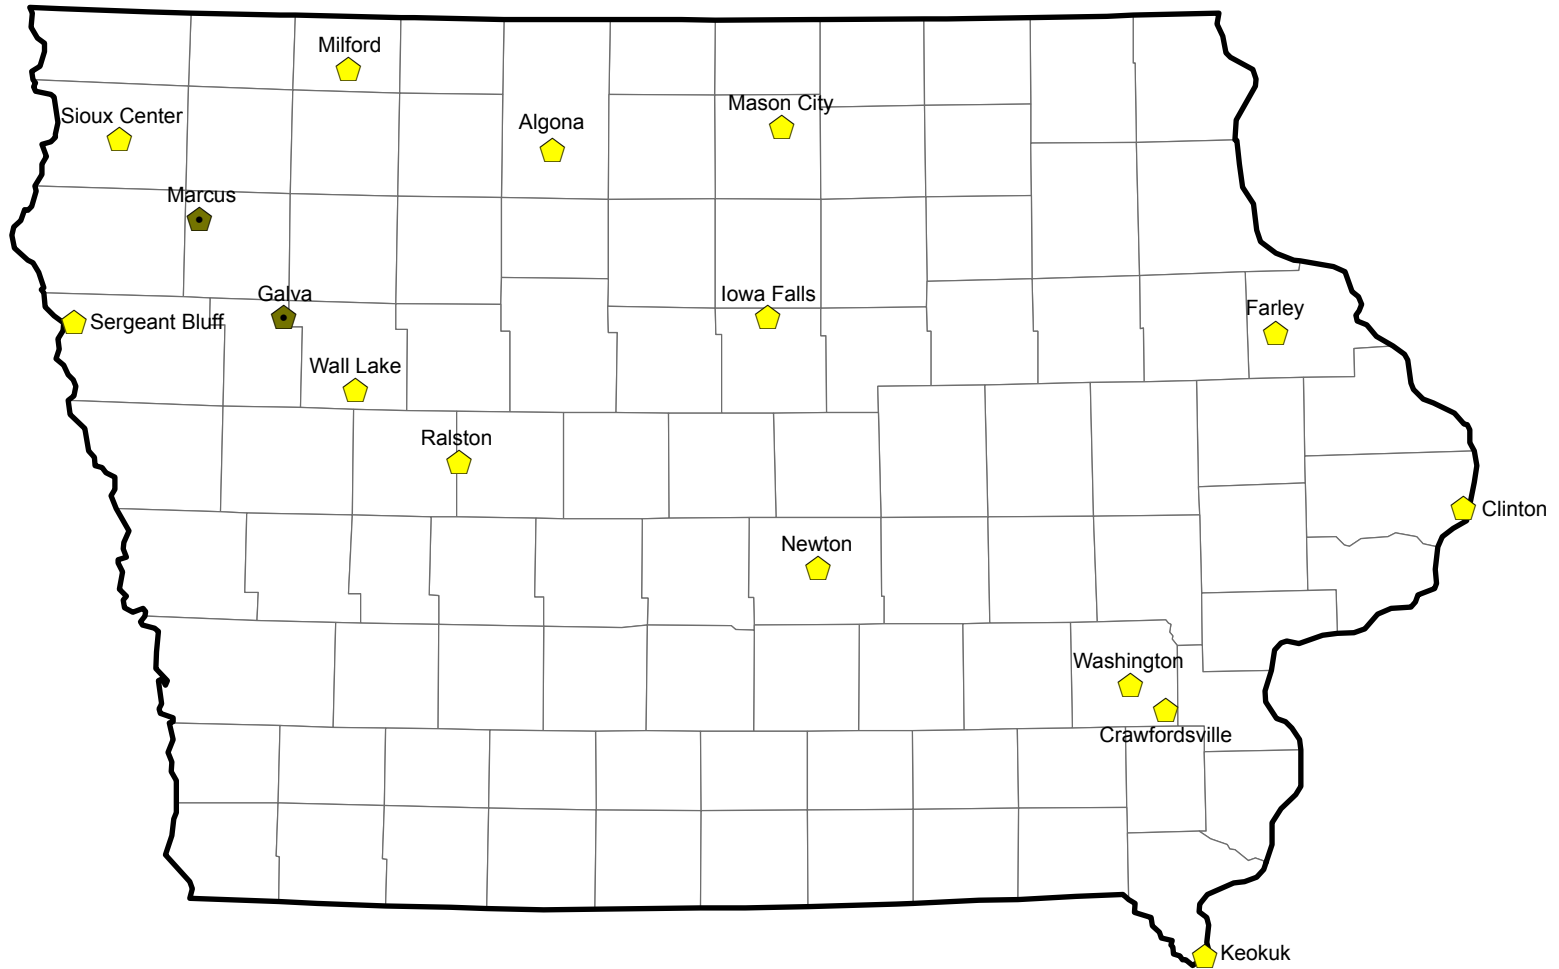 Milford
Mason City
Sioux Center
Algona
Marcus
Galva
Iowa Falls
Farley
Sergeant Bluff
Wall Lake
Ralston
Clinton
Newton
Washington
Crawfordsville
Keokuk